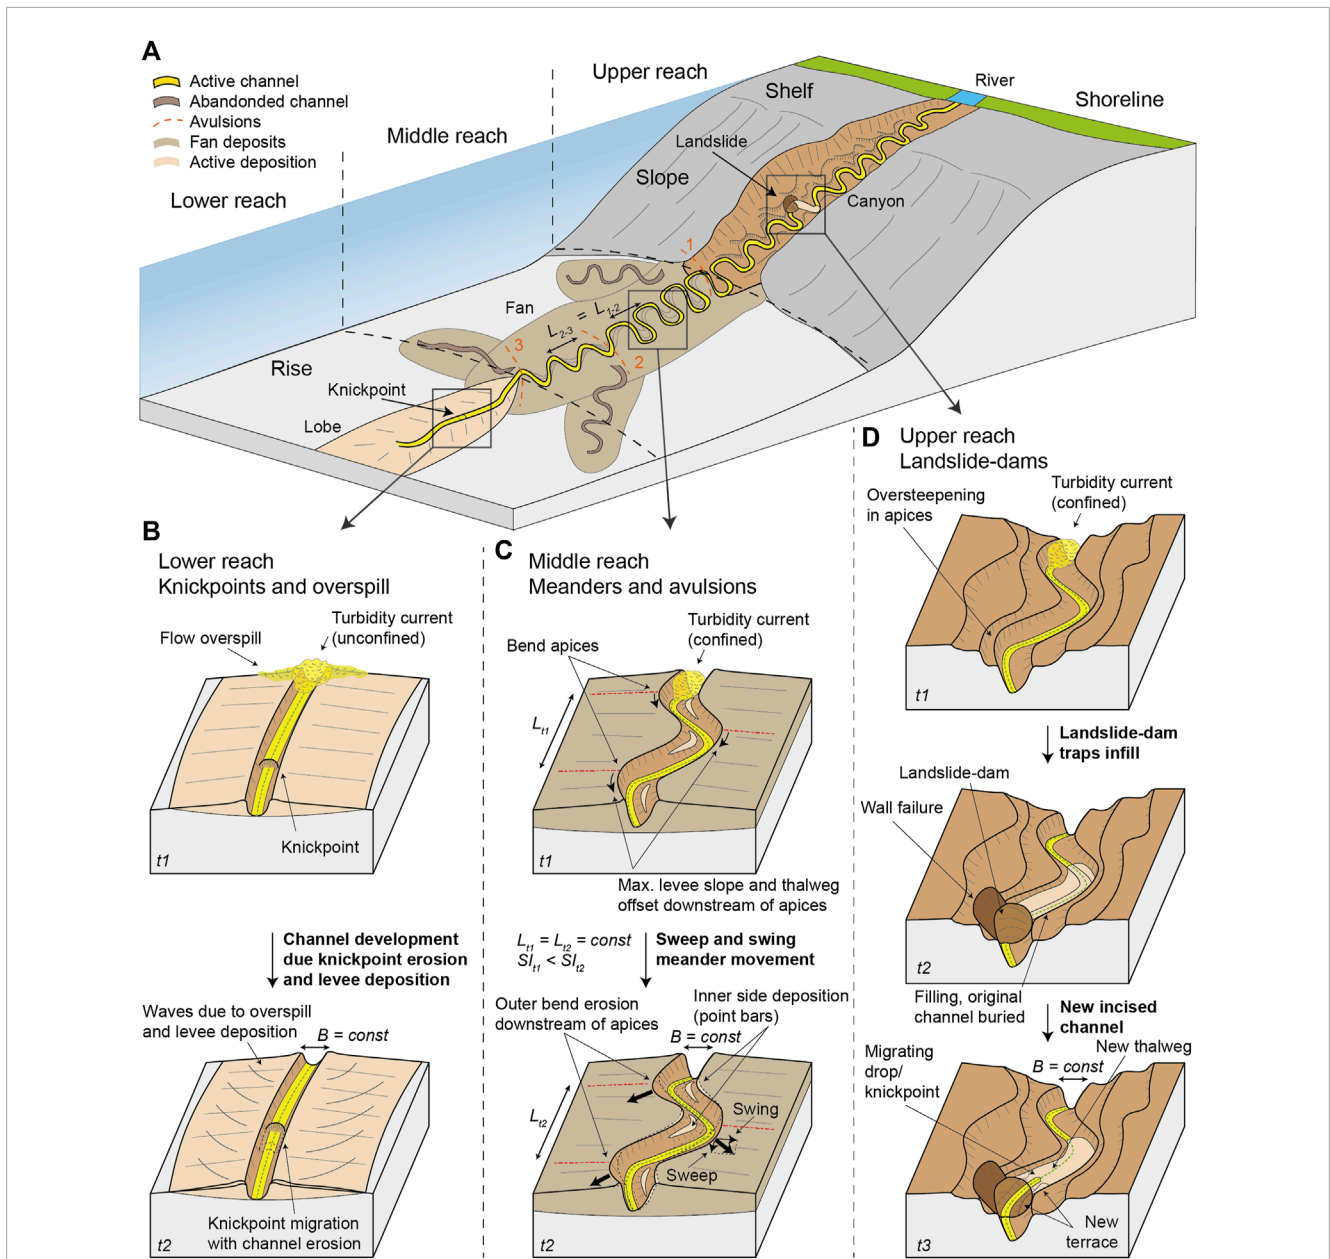 A
Active channel
Abandonded channel
Avulsions
Fan deposits
Active deposition
Lower reach
Middle reach
Upper reach
Shelf
River
Shoreline
Landslide
Slope
Canyon
1
Fan
L2-3 = L1-2
3
2
Rise
Knickpoint
Lobe
B
Lower reach
Knickpoints and overspill
Turbidity current
(unconfined)
Flow overspill
Knickpoint
t1
Channel development
due knickpoint erosion
and levee deposition
Waves due to overspill
and levee deposition
B = const
Knickpoint migration
with channel erosion
t2
C
Middle reach
Meanders and avulsions
Turbidity current
(confined)
Bend apices
Lt1
t1
Max. levee slope and thalweg
offset downstream of apices
Lt1 = Lt2 = const
SIt1 < SIt2
Sweep and swing
meander movement
Outer bend erosion
downstream of apices
Inner side deposition
(point bars)
B = const
Lt2
Swing
Sweep
t2
D
Upper reach
Landslide-dams
Turbidity current
(confined)
Oversteepening
in apices
t1
Landslide-dam
traps infill
Landslide-dam
Wall failure
t2
Filling, original
channel buried
New incised
channel
New thalweg
Migrating
drop/
knickpoint
B = const
New
terrace
t3